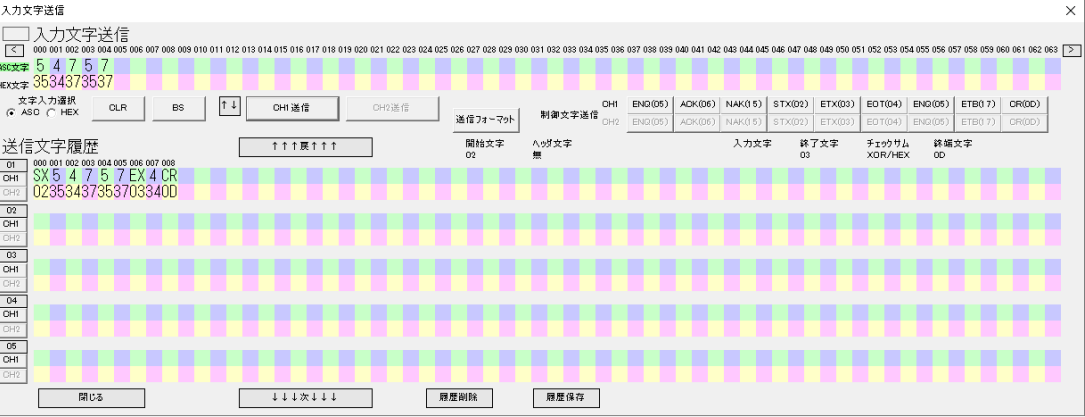 入力文字送信 ×
入力文字送信
< 000 001 002 003 004 005 006 007 008 009 010 011 012 013 014 015 016 017 018 019 020 021 022 023 024 025 026 027 028 029 030 031 032 033 034 035 036 037 038 039 040 041 042 043 044 045 046 047 048 049 050 051 052 053 054 055 056 057 058 059 060 061 062 063 >
ASC文字 5 4 7 5 7
HEX文字 3534373537
文字入力選択
ASC HEX CLR BS ↑↓ CH1送信 CH2送信 送信フォーマット 制御文字送信
CH1 ENQ(05) ACK(06) NAK(15) STX(02) ETX(03) EOT(04) ENQ(05) ETB(17) CR(0D)
CH2 ENQ(05) ACK(06) NAK(15) STX(02) ETX(03) EOT(04) ENQ(05) ETB(17) CR(0D)
送信文字履歴 ↑↑↑戻↑↑↑
開始文字 ヘッダ文字 入力文字 終了文字 チェックサム 終端文字
02 無 03 XOR/HEX 0D
01 000 001 002 003 004 005 006 007 008
CH1 SX 5 4 7 5 7 EX 4 CR
CH2 02353437353703340D
02
CH1
CH2
03
CH1
CH2
04
CH1
CH2
05
CH1
CH2
閉じる ↓↓↓次↓↓↓ 履歴削除 履歴保存